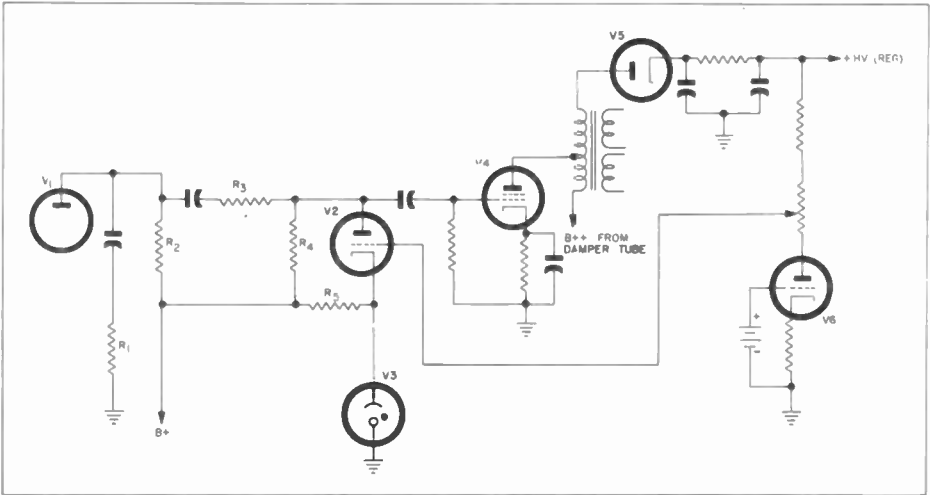 V5
+ HV (REG)
V1
R3
V4
V2
R2
R4
B++ FROM
DAMPER TUBE
R5
+
V6
R1
-
V3
B+